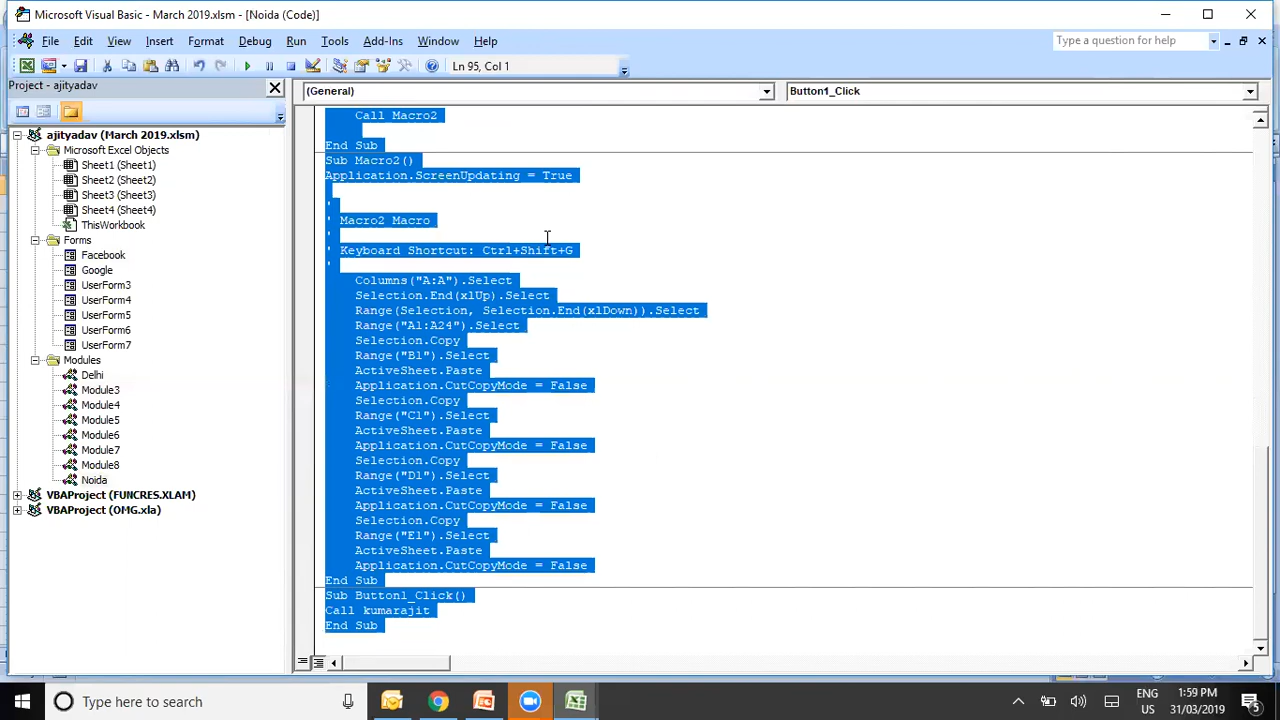 Microsoft Visual Basic - March 2019.xlsm - [Noida (Code)]
File Edit View Insert Format Debug Run Tools Add-Ins Window Help
Type a question for help
Ln 95, Col 1
Project - ajityadav
(General)
Button1_Click
ajityadav (March 2019.xlsm)
Microsoft Excel Objects
Sheet1 (Sheet1)
Sheet2 (Sheet2)
Sheet3 (Sheet3)
Sheet4 (Sheet4)
ThisWorkbook
Forms
Facebook
Google
UserForm3
UserForm4
UserForm5
UserForm6
UserForm7
Modules
Delhi
Module3
Module4
Module5
Module6
Module7
Module8
Noida
VBAProject (FUNCRES.XLAM)
VBAProject (OMG.xla)
Call Macro2
End Sub
Sub Macro2()
Application.ScreenUpdating = True
'
' Macro2 Macro
'
' Keyboard Shortcut: Ctrl+Shift+G
'
Columns("A:A").Select
Selection.End(xlUp).Select
Range(Selection, Selection.End(xlDown)).Select
Range("A1:A24").Select
Selection.Copy
Range("B1").Select
ActiveSheet.Paste
Application.CutCopyMode = False
Selection.Copy
Range("C1").Select
ActiveSheet.Paste
Application.CutCopyMode = False
Selection.Copy
Range("D1").Select
ActiveSheet.Paste
Application.CutCopyMode = False
Selection.Copy
Range("E1").Select
ActiveSheet.Paste
Application.CutCopyMode = False
End Sub
Sub Button1_Click()
Call kumarajit
End Sub
Type here to search
ENG
US
1:59 PM
31/03/2019
5